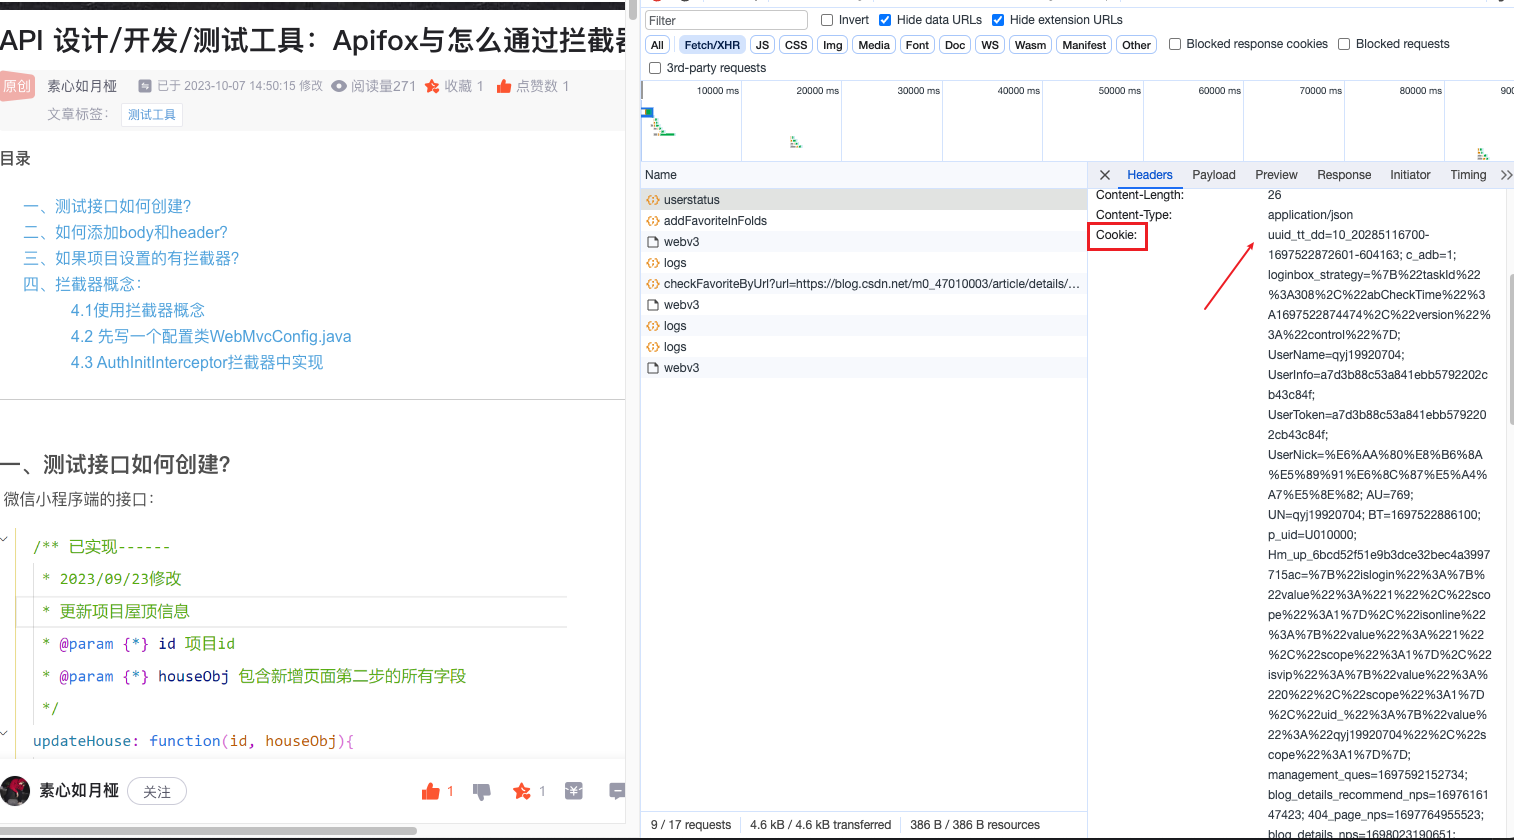 API 设计/开发/测试工具：Apifox与怎么通过拦截器
原创 素心如月桠 已于 2023-10-07 14:50:15 修改 阅读量271 收藏 1 点赞数 1
文章标签： 测试工具
目录
一、测试接口如何创建?
二、如何添加body和header?
三、如果项目设置的有拦截器?
四、拦截器概念:
4.1使用拦截器概念
4.2 先写一个配置类WebMvcConfig.java
4.3 AuthInitInterceptor拦截器中实现
一、测试接口如何创建?
微信小程序端的接口:
/** 已实现------
* 2023/09/23修改
* 更新项目屋顶信息
* @param {*} id 项目id
* @param {*} houseObj 包含新增页面第二步的所有字段
*/
updateHouse: function(id, houseObj){
素心如月桠 关注 1 1
Filter Invert Hide data URLs Hide extension URLs
All Fetch/XHR JS CSS Img Media Font Doc WS Wasm Manifest Other Blocked response cookies Blocked requests
3rd-party requests
10000 ms 20000 ms 30000 ms 40000 ms 50000 ms 60000 ms 70000 ms 80000 ms 900
Name
userstatus
addFavoriteInFolds
webv3
logs
checkFavoriteByUrl?url=https://blog.csdn.net/m0_47010003/article/details/…
webv3
logs
logs
webv3
9 / 17 requests 4.6 kB / 4.6 kB transferred 386 B / 386 B resources
Headers Payload Preview Response Initiator Timing
Content-Length: 26
Content-Type: application/json
Cookie: uuid_tt_dd=10_20285116700-
1697522872601-604163; c_adb=1;
loginbox_strategy=%7B%22taskId%22
%3A308%2C%22abCheckTime%22%3
A1697522874474%2C%22version%22%
3A%22control%22%7D;
UserName=qyj19920704;
UserInfo=a7d3b88c53a841ebb5792202c
b43c84f;
UserToken=a7d3b88c53a841ebb579220
2cb43c84f;
UserNick=%E6%AA%80%E8%B6%8A
%E5%89%91%E6%8C%87%E5%A4%
A7%E5%8E%82; AU=769;
UN=qyj19920704; BT=1697522886100;
p_uid=U010000;
Hm_up_6bcd52f51e9b3dce32bec4a3997
715ac=%7B%22islogin%22%3A%7B%
22value%22%3A%221%22%2C%22sco
pe%22%3A1%7D%2C%22isonline%22
%3A%7B%22value%22%3A%221%22
%2C%22scope%22%3A1%7D%2C%22
isvip%22%3A%7B%22value%22%3A%
220%22%2C%22scope%22%3A1%7D
%2C%22uid_%22%3A%7B%22value%
22%3A%22qyj19920704%22%2C%22s
cope%22%3A1%7D%7D;
management_ques=1697592152734;
blog_details_recommend_nps=16976161
47423; 404_page_nps=1697764955523;
blog_details_nps=1698023190651;